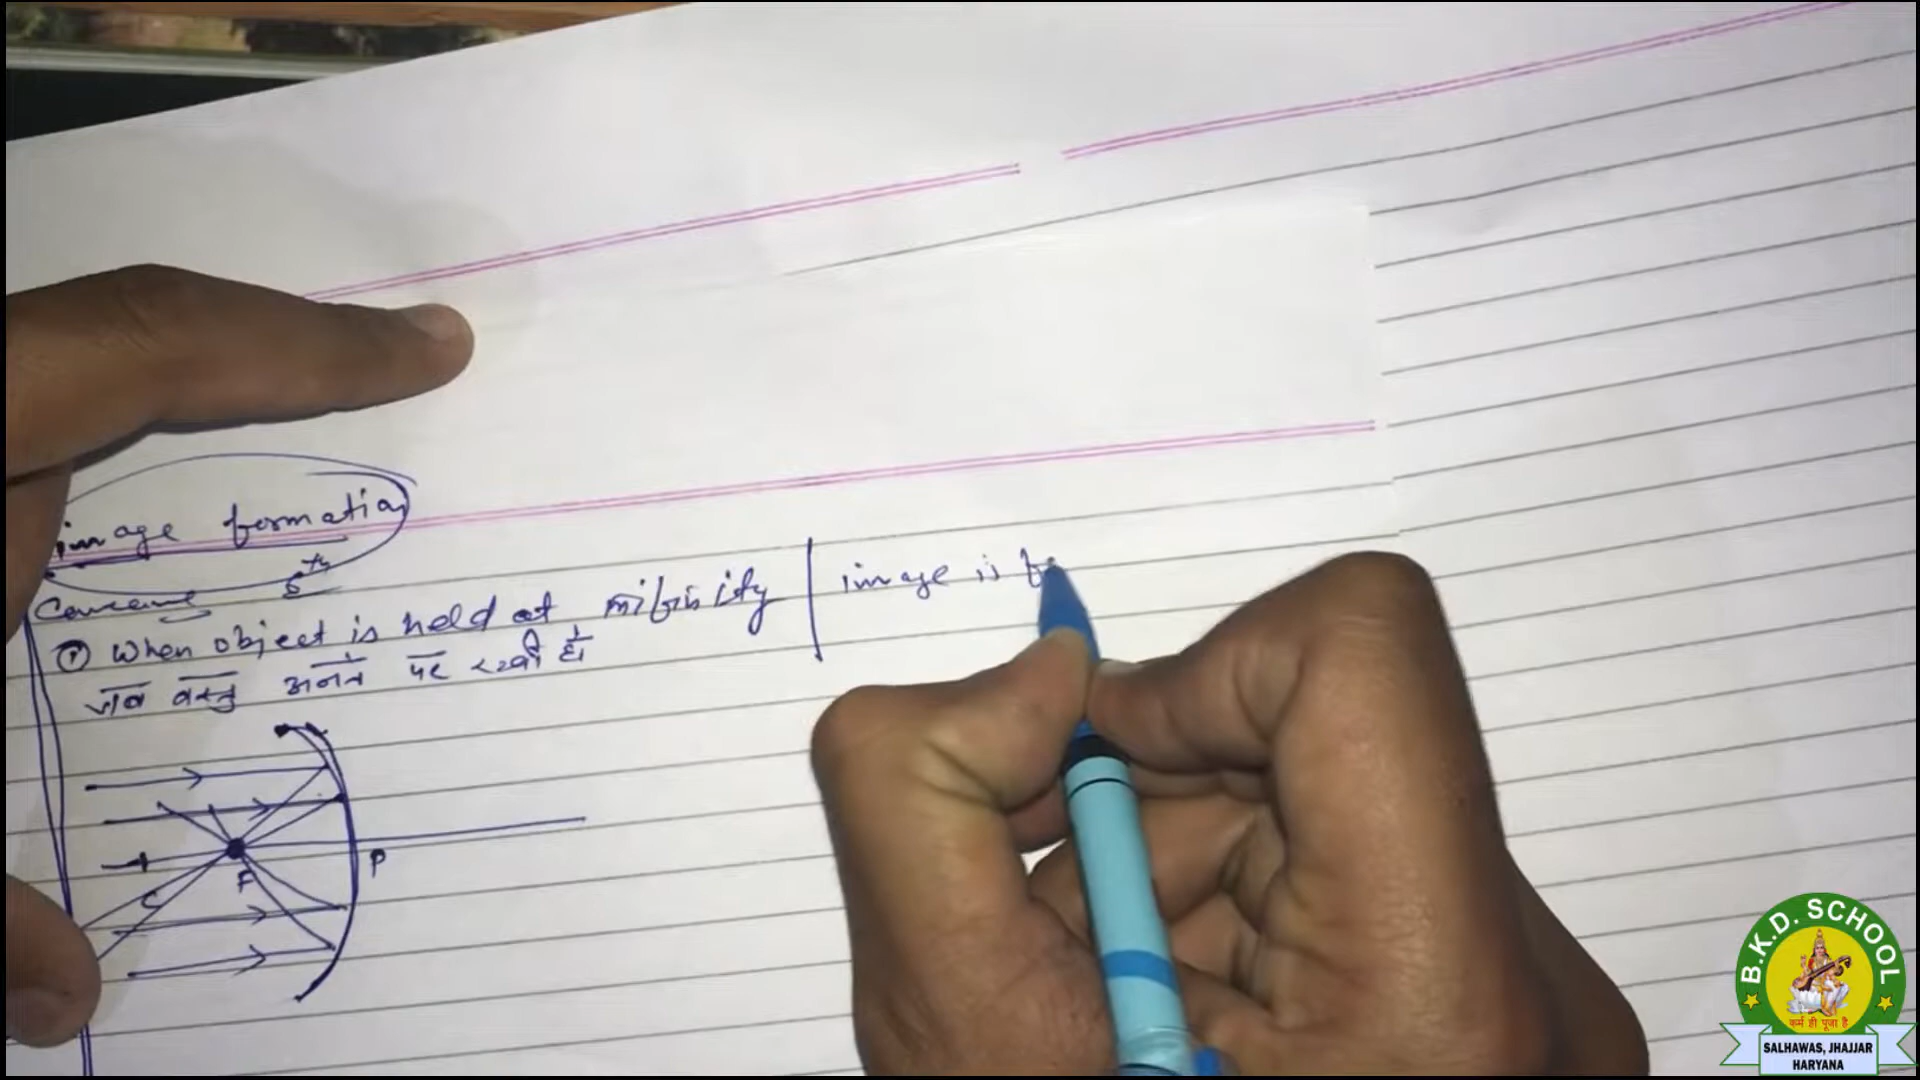 image formation
Concave
① When object is held at infinity
जब वस्तु अनंत पर रखी हो
image is fo
C
F
P
B.K.D. SCHOOL
कर्म ही पूजा है
SALHAWAS, JHAJJAR
HARYANA